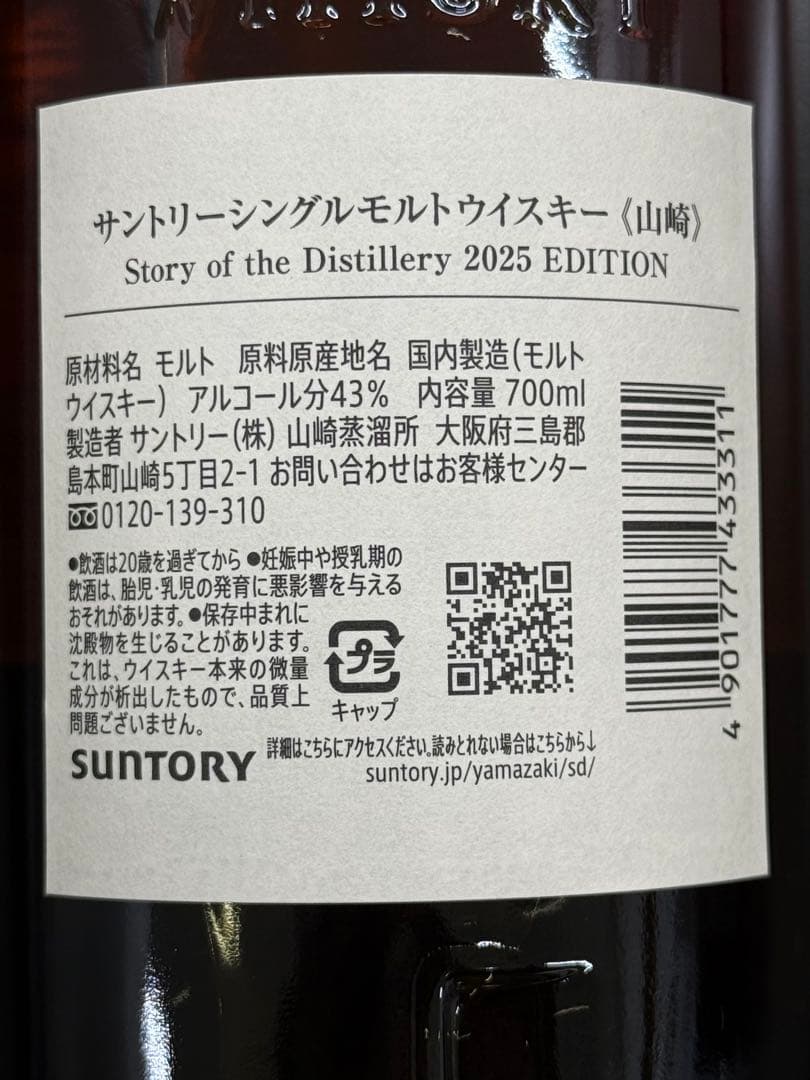 サントリーシングルモルトウイスキー《山崎》
Story of the Distillery 2025 EDITION
原材料名 モルト 原料原産地名 国内製造(モルト
ウイスキー) アルコール分43% 内容量 700ml
製造者 サントリー(株) 山崎蒸溜所 大阪府三島郡
島本町山崎5丁目2-1 お問い合わせはお客様センター
0120-139-310
●飲酒は20歳を過ぎてから ●妊娠中や授乳期の
飲酒は、胎児・乳児の発育に悪影響を与える
おそれがあります。●保存中まれに
沈殿物を生じることがあります。
これは、ウイスキー本来の微量
成分が析出したもので、品質上
問題ございません。
プラ
キャップ
4 901777 433311
SUNTORY
詳細はこちらにアクセスください。読みとれない場合はこちらから↓
suntory.jp/yamazaki/sd/